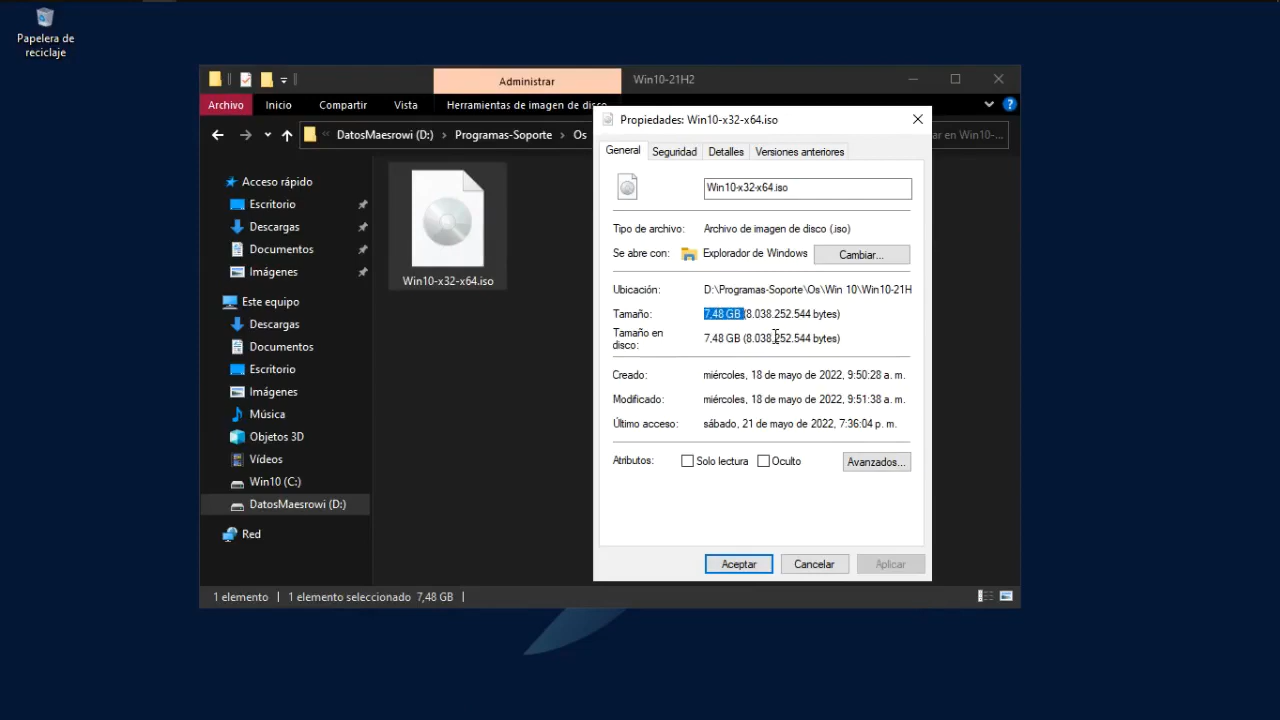 Papelera de
reciclaje
Administrar
Win10-21H2
Archivo
Inicio
Compartir
Vista
Herramientas de imagen de disco
DatosMaesrowi (D:)
Programas-Soporte
Os
ar en Win10-...
Acceso rápido
Escritorio
Descargas
Documentos
Imágenes
Este equipo
Descargas
Documentos
Escritorio
Imágenes
Música
Objetos 3D
Vídeos
Win10 (C:)
DatosMaesrowi (D:)
Red
Win10-x32-x64.iso
1 elemento
1 elemento seleccionado 7,48 GB
Propiedades: Win10-x32-x64.iso
General
Seguridad
Detalles
Versiones anteriores
Win10-x32-x64.iso
Tipo de archivo: Archivo de imagen de disco (.iso)
Se abre con: Explorador de Windows
Cambiar...
Ubicación: D:\Programas-Soporte\Os\Win 10\Win10-21H
Tamaño: 7,48 GB (8.038.252.544 bytes)
Tamaño en
disco:
7,48 GB (8.038.252.544 bytes)
Creado: miércoles, 18 de mayo de 2022, 9:50:28 a. m.
Modificado: miércoles, 18 de mayo de 2022, 9:51:38 a. m.
Último acceso: sábado, 21 de mayo de 2022, 7:36:04 p. m.
Atributos: Solo lectura Oculto
Avanzados...
Aceptar
Cancelar
Aplicar